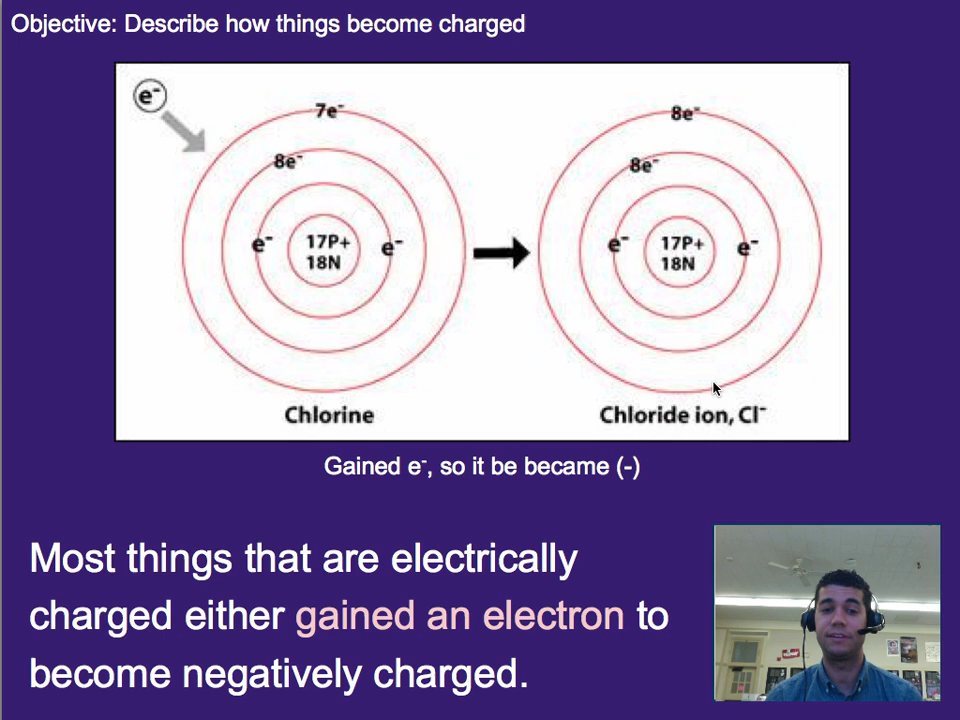 Objective: Describe how things become charged
e⁻
7e⁻
8e⁻
8e⁻
8e⁻
e⁻
17P+
18N
e⁻
e⁻
17P+
18N
e⁻
Chlorine
Chloride ion, Cl⁻
Gained e⁻, so it be became (-)
Most things that are electrically
charged either gained an electron to
become negatively charged.